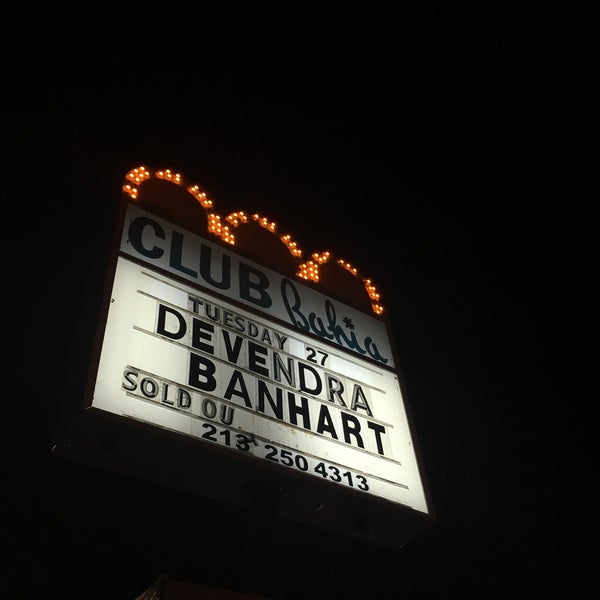 CLUB Bahia
TUESDAY 27
DEVENDRA
BANHART
SOLD OU
213 250 4313